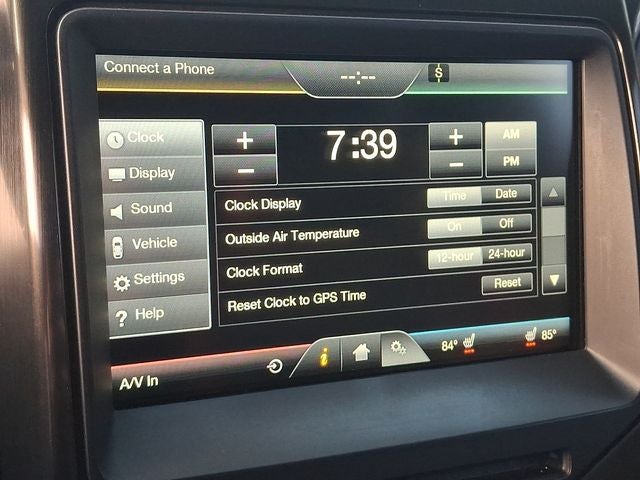 Connect a Phone
--:--
S
Clock
+ 7:39 + AM
- - PM
Display
Clock Display Time Date
Sound
Outside Air Temperature On Off
Vehicle
Clock Format 12-hour 24-hour
Settings
Reset Clock to GPS Time Reset
? Help
i
84° 85°
A/V In